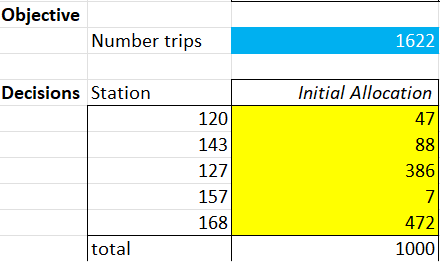 Objective
Number trips 1622
Decisions Station Initial Allocation
120 47
143 88
127 386
157 7
168 472
total 1000